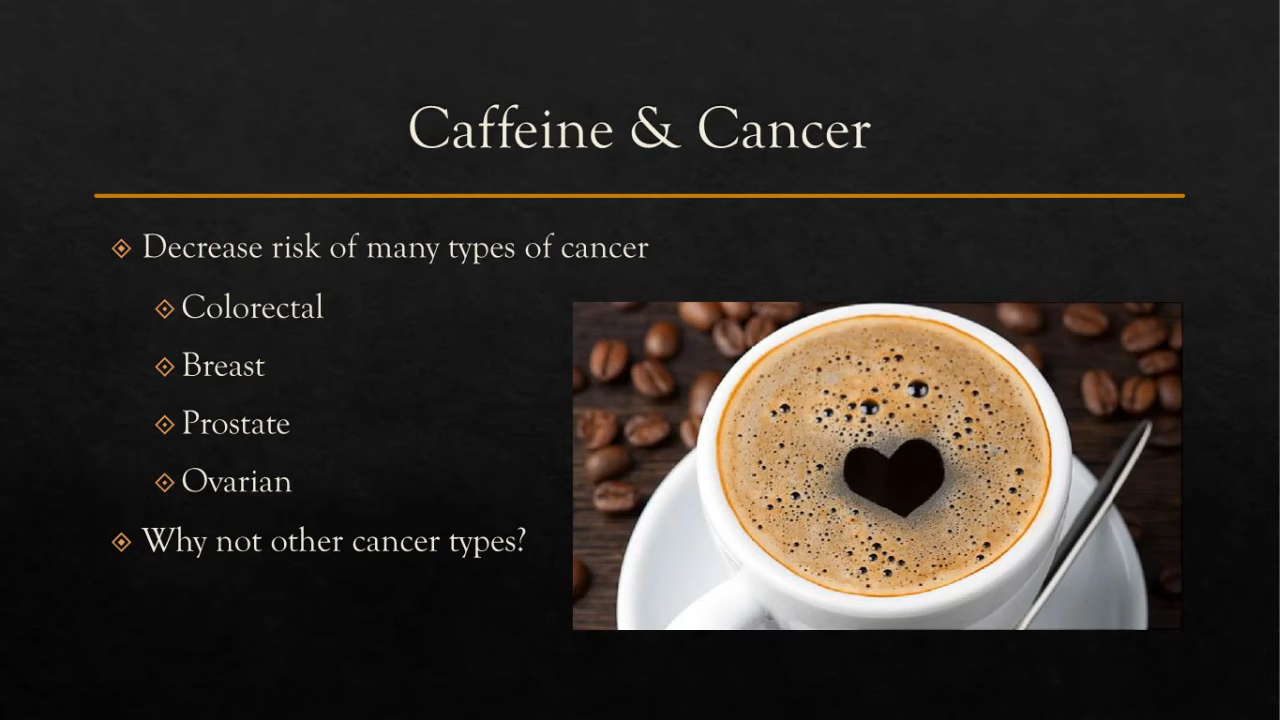 Caffeine & Cancer
Decrease risk of many types of cancer
Colorectal
Breast
Prostate
Ovarian
Why not other cancer types?